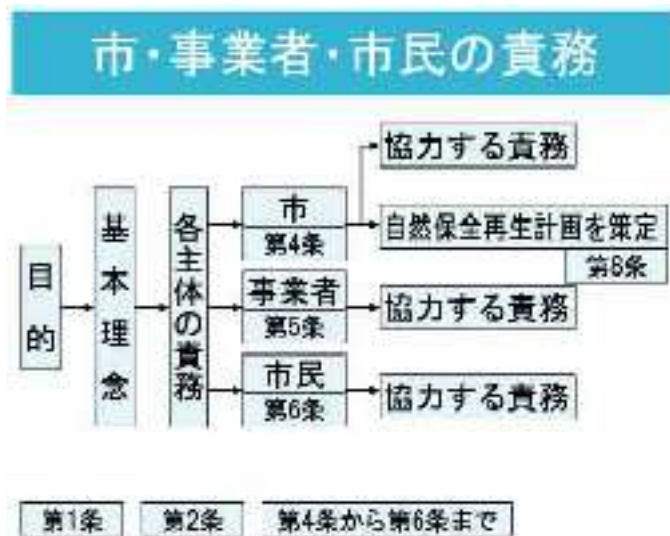 市・事業者・市民の責務
協力する責務
市
第4条
自然保全再生計画を策定
第8条
目的
基本理念
各主体の責務
事業者
第5条
協力する責務
市民
第6条
協力する責務
第1条
第2条
第4条から第6条まで